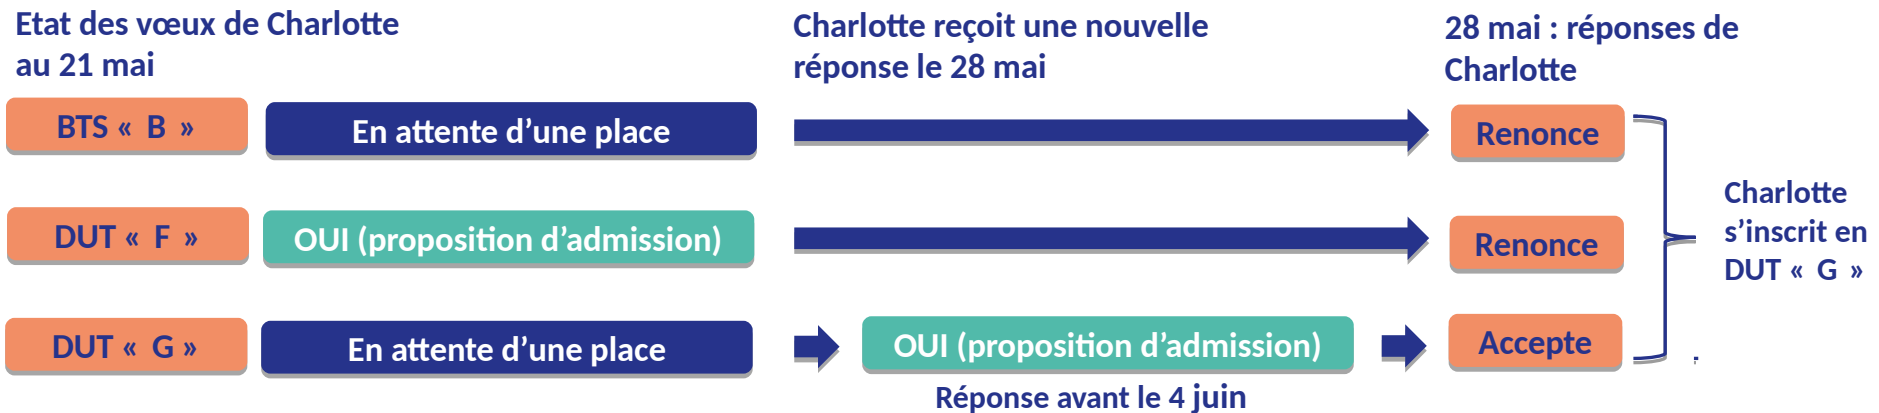 Etat des vœux de Charlotte
au 21 mai
Charlotte reçoit une nouvelle
réponse le 28 mai
28 mai : réponses de
Charlotte
BTS « B »
En attente d’une place
Renonce
DUT « F »
OUI (proposition d’admission)
Renonce
DUT « G »
En attente d’une place
OUI (proposition d’admission)
Réponse avant le 4 juin
Accepte
Charlotte
s’inscrit en
DUT « G »
.